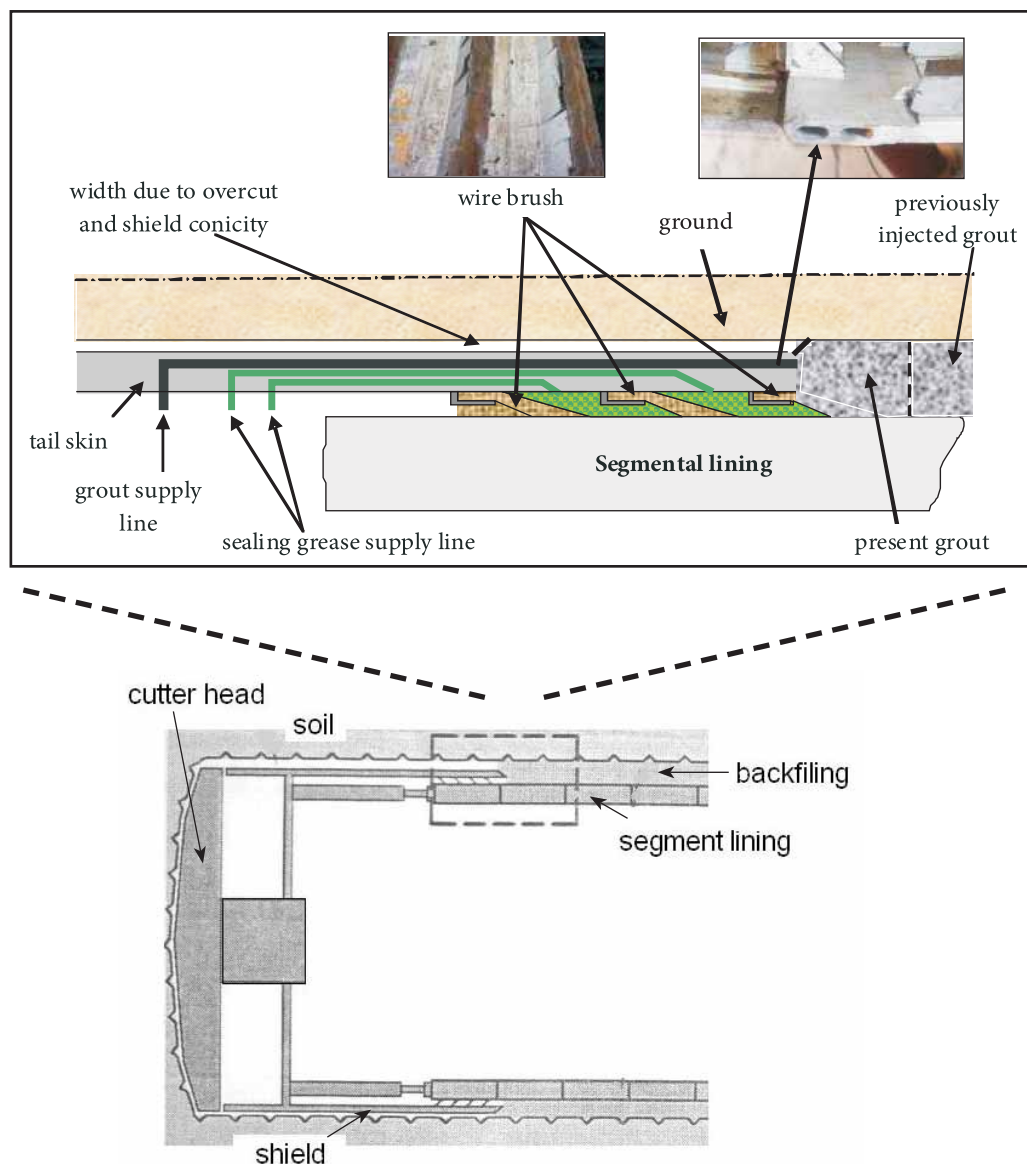 width due to overcut
and shield conicity
wire brush
ground
previously
injected grout
tail skin
grout supply
line
sealing grease supply line
Segmental lining
present grout
cutter head
soil
backfiling
segment lining
shield